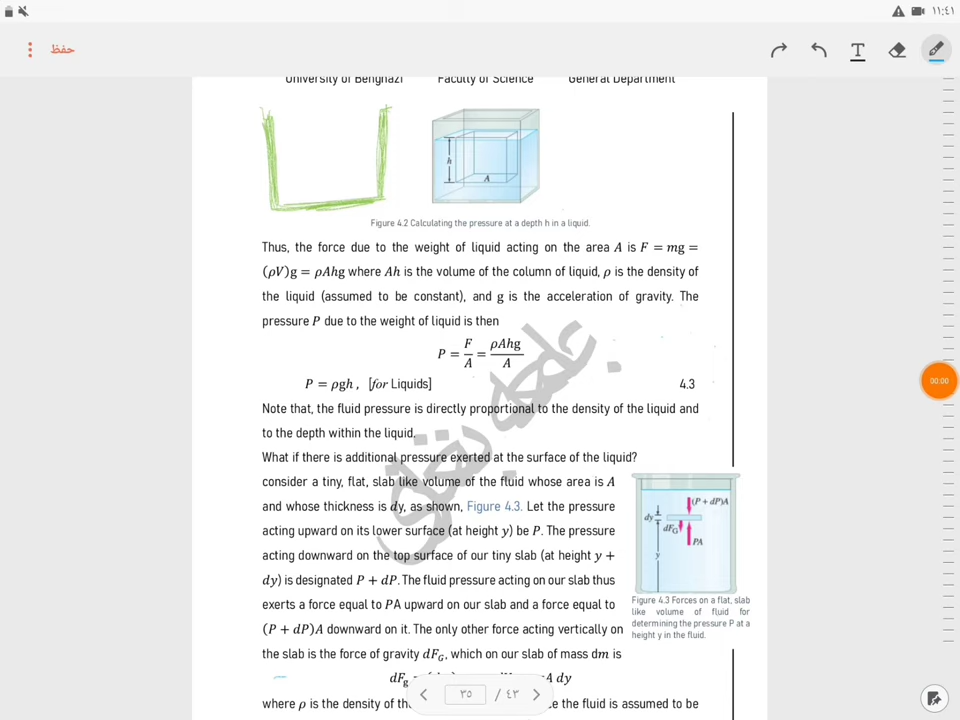 ١١:٤١
حفظ
T
University of Benghazi Faculty of Science General Department
h
A
Figure 4.2 Calculating the pressure at a depth h in a liquid.
Thus, the force due to the weight of liquid acting on the area A is F = mg =
(ρV)g = ρAhg where Ah is the volume of the column of liquid, ρ is the density of
the liquid (assumed to be constant), and g is the acceleration of gravity. The
pressure P due to the weight of liquid is then
P = F/A = ρAhg/A
00:00
P = ρgh , [for Liquids] 4.3
Note that, the fluid pressure is directly proportional to the density of the liquid and
to the depth within the liquid.
What if there is additional pressure exerted at the surface of the liquid?
consider a tiny, flat, slab like volume of the fluid whose area is A
and whose thickness is dy, as shown, Figure 4.3. Let the pressure
acting upward on its lower surface (at height y) be P. The pressure
acting downward on the top surface of our tiny slab (at height y +
dy) is designated P + dP. The fluid pressure acting on our slab thus
exerts a force equal to PA upward on our slab and a force equal to
(P + dP)A downward on it. The only other force acting vertically on
the slab is the force of gravity dF_G, which on our slab of mass dm is
(P + dP)A
dy
dF_G
PA
y
Figure 4.3 Forces on a flat, slab
like volume of fluid for
determining the pressure P at a
height y in the fluid.
dF_g A dy
٣٥ / ٤٣
where ρ is the density of the fluid is assumed to be